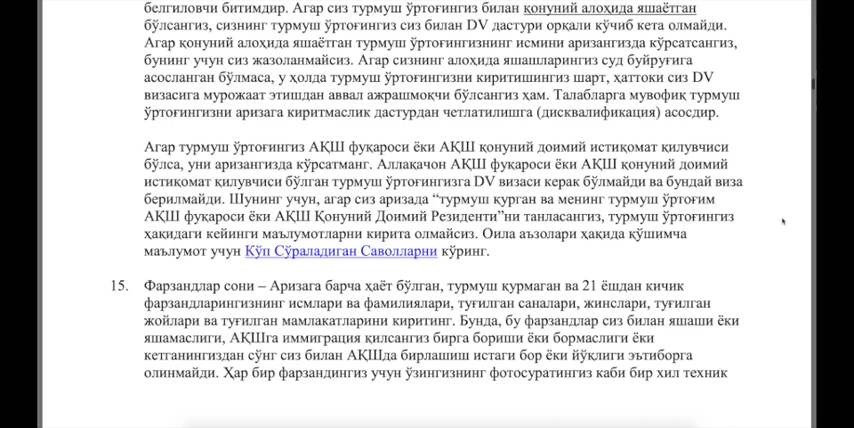 белгиловчи битимдир. Агар сиз турмуш ўртоғингиз билан қонуний алоҳида яшаётган
бўлсангиз, сизнинг турмуш ўртоғингиз сиз билан DV дастури орқали кўчиб кета олмайди.
Агар қонуний алоҳида яшаётган турмуш ўртоғингизнинг исмини аризангизда кўрсатсангиз,
бунинг учун сиз жазоланмайсиз. Агар сизнинг алоҳида яшашларингиз суд буйруғига
асосланган бўлмаса, у ҳолда турмуш ўртоғингизни киритишингиз шарт, ҳаттоки сиз DV
визасига мурожаат этишдан аввал ажрашмоқчи бўлсангиз ҳам. Талабларга мувофиқ турмуш
ўртоғингизни аризага киритмаслик дастурдан четлатилишга (дисквалификация) асосдир.
Агар турмуш ўртоғингиз АҚШ фуқароси ёки АҚШ қонуний доимий истиқомат қилувчиси
бўлса, уни аризангизда кўрсатманг. Аллақачон АҚШ фуқароси ёки АҚШ қонуний доимий
истиқомат қилувчиси бўлган турмуш ўртоғингизга DV визаси керак бўлмайди ва бундай виза
берилмайди. Шунинг учун, агар сиз аризада “турмуш қурган ва менинг турмуш ўртоғим
АҚШ фуқароси ёки АҚШ Қонуний Доимий Резиденти”ни танласангиз, турмуш ўртоғингиз
ҳақидаги кейинги маълумотларни кирита олмайсиз. Оила аъзолари ҳақида қўшимча
маълумот учун Кўп Сўраладиган Саволларни кўринг.
15. Фарзандлар сони – Аризага барча ҳаёт бўлган, турмуш қурмаган ва 21 ёшдан кичик
фарзандларингизнинг исмлари ва фамилиялари, туғилган саналари, жинслари, туғилган
жойлари ва туғилган мамлакатларини киритинг. Бунда, бу фарзандлар сиз билан яшаши ёки
яшамаслиги, АҚШга иммиграция қилсангиз бирга бориши ёки бормаслиги ёки
кетганингиздан сўнг сиз билан АҚШда бирлашиш истаги бор ёки йўқлиги эътиборга
олинмайди. Ҳар бир фарзандингиз учун ўзингизнинг фотосуратингиз каби бир хил техник